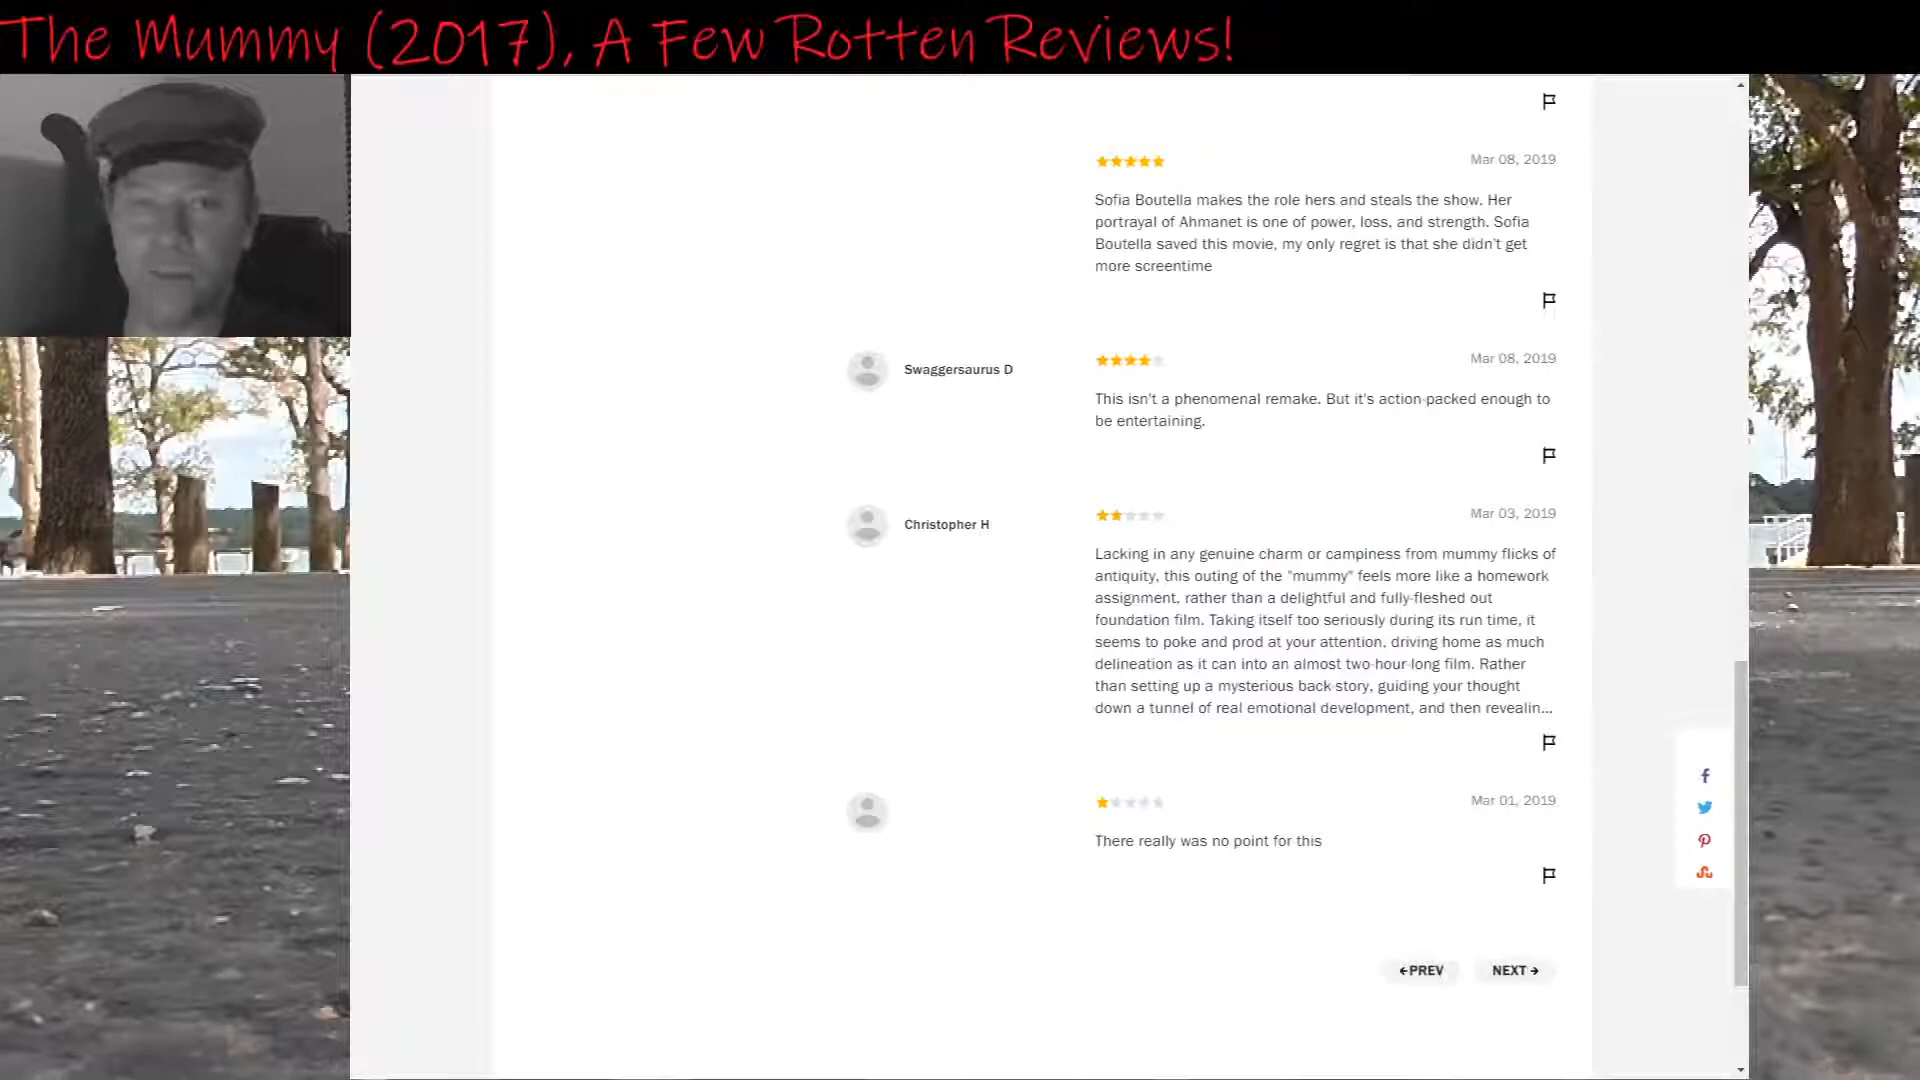 The Mummy (2017), A Few Rotten Reviews!
Mar 08, 2019
Sofia Boutella makes the role hers and steals the show. Her
portrayal of Ahmanet is one of power, loss, and strength. Sofia
Boutella saved this movie, my only regret is that she didn't get
more screentime
Swaggersaurus D
Mar 08, 2019
This isn't a phenomenal remake. But it's action-packed enough to
be entertaining.
Christopher H
Mar 03, 2019
Lacking in any genuine charm or campiness from mummy flicks of
antiquity, this outing of the "mummy" feels more like a homework
assignment, rather than a delightful and fully-fleshed out
foundation film. Taking itself too seriously during its run time, it
seems to poke and prod at your attention, driving home as much
delineation as it can into an almost two-hour-long film. Rather
than setting up a mysterious back-story, guiding your thought
down a tunnel of real emotional development, and then revealin...
Mar 01, 2019
There really was no point for this
PREV
NEXT